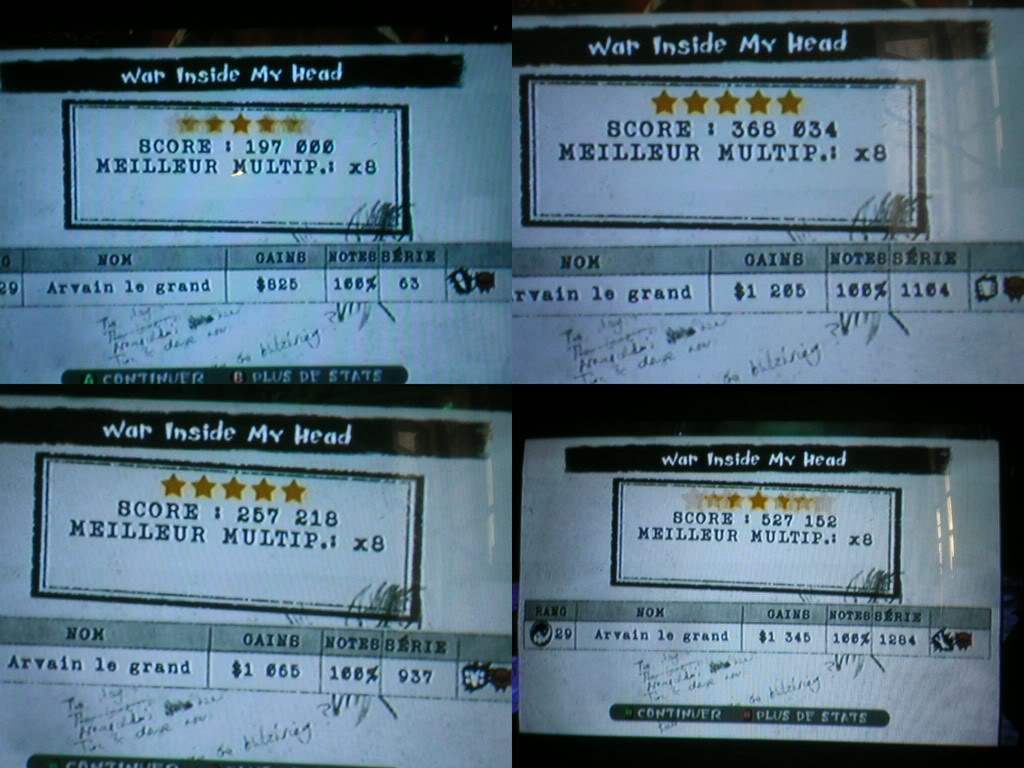 War Inside My Head
SCORE : 197 000
MEILLEUR MULTIP.: x8
NOM GAINS NOTES SÉRIE
29 Arvain le grand $825 100% 63
A CONTINUER B PLUS DE STATS
War Inside My Head
SCORE : 368 034
MEILLEUR MULTIP.: x8
NOM GAINS NOTES SÉRIE
rvain le grand $1 205 100% 1104
War Inside My Head
SCORE : 257 218
MEILLEUR MULTIP.: x8
NOM GAINS NOTES SÉRIE
Arvain le grand $1 065 100% 937
War Inside My Head
SCORE : 527 152
MEILLEUR MULTIP.: x8
RANG NOM GAINS NOTES SÉRIE
29 Arvain le grand $1 345 100% 1284
CONTINUER PLUS DE STATS